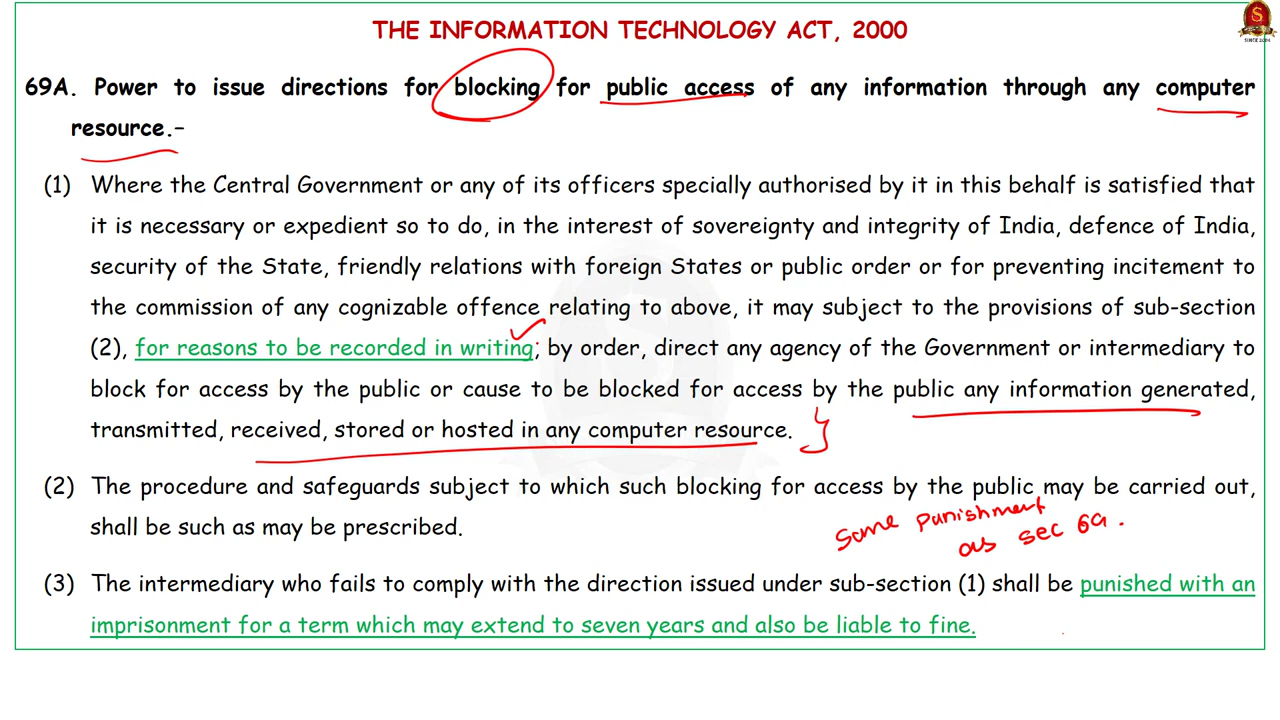 THE INFORMATION TECHNOLOGY ACT, 2000
S
SINCE 2004
69A. Power to issue directions for blocking for public access of any information through any computer
resource.-
(1) Where the Central Government or any of its officers specially authorised by it in this behalf is satisfied that
it is necessary or expedient so to do, in the interest of sovereignty and integrity of India, defence of India,
security of the State, friendly relations with foreign States or public order or for preventing incitement to
the commission of any cognizable offence relating to above, it may subject to the provisions of sub-section
(2), for reasons to be recorded in writing; by order, direct any agency of the Government or intermediary to
block for access by the public or cause to be blocked for access by the public any information generated,
transmitted, received, stored or hosted in any computer resource.
(2) The procedure and safeguards subject to which such blocking for access by the public may be carried out,
shall be such as may be prescribed.
Same punishment
as sec 69.
(3) The intermediary who fails to comply with the direction issued under sub-section (1) shall be punished with an
imprisonment for a term which may extend to seven years and also be liable to fine.